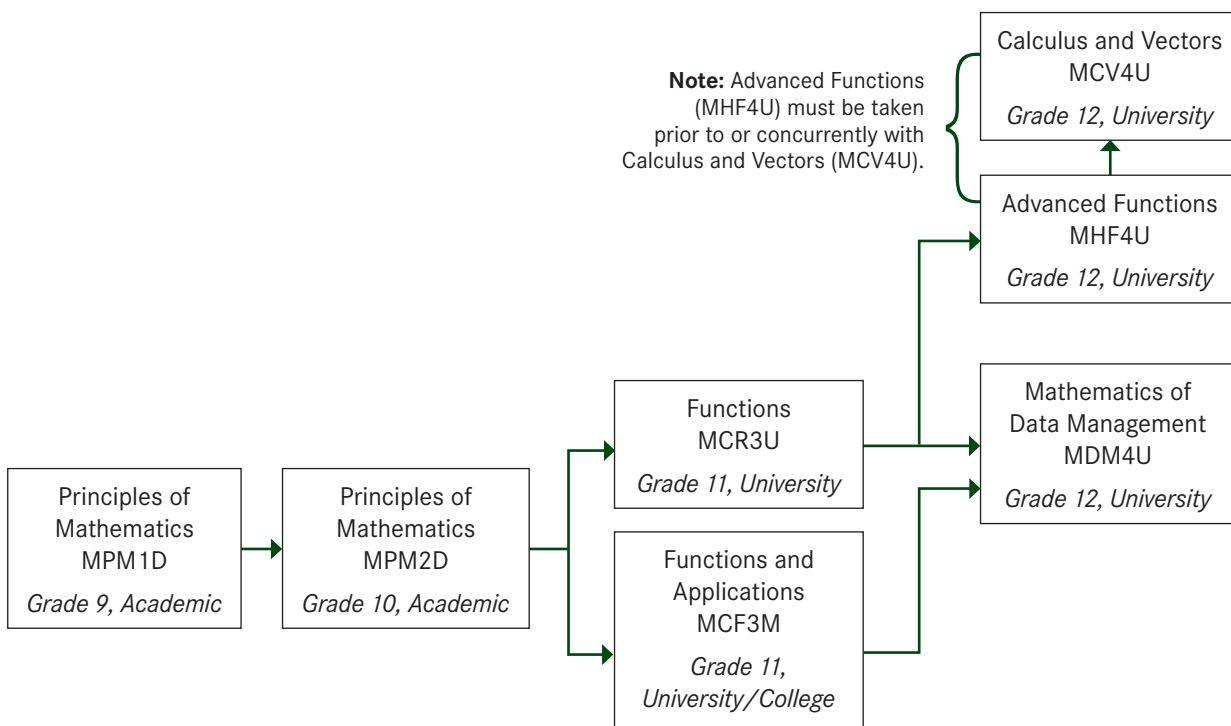 Calculus and Vectors
MCV4U
Grade 12, University
Note: Advanced Functions
(MHF4U) must be taken
prior to or concurrently with
Calculus and Vectors (MCV4U).
Advanced Functions
MHF4U
Grade 12, University
Functions
MCR3U
Grade 11, University
Mathematics of
Data Management
MDM4U
Grade 12, University
Principles of
Mathematics
MPM1D
Grade 9, Academic
Principles of
Mathematics
MPM2D
Grade 10, Academic
Functions and
Applications
MCF3M
Grade 11,
University/College